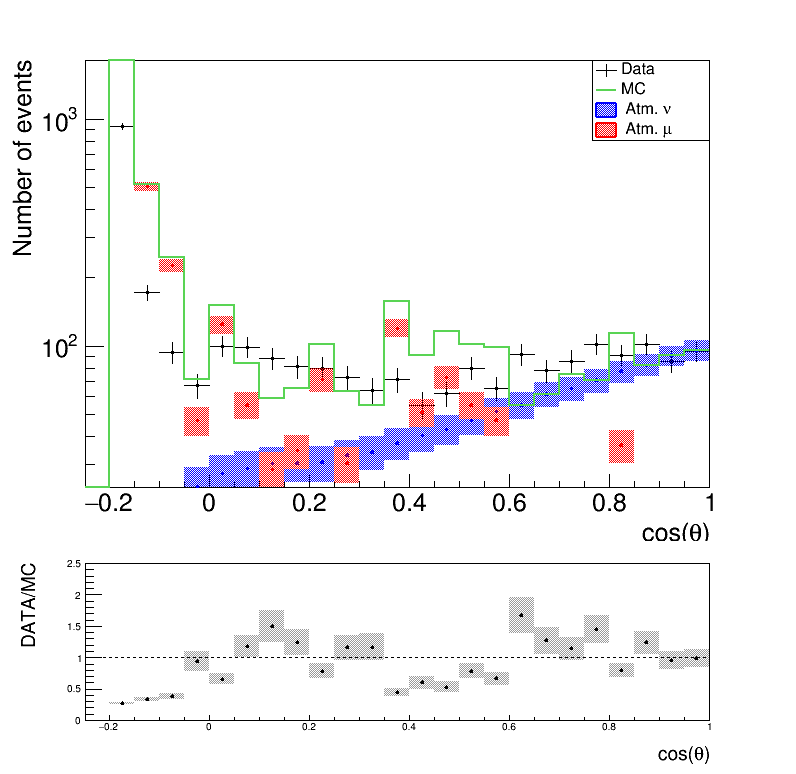 Number of events
10³
10²
Data
MC
Atm. ν
Atm. μ
−0.2 0 0.2 0.4 0.6 0.8 1
cos(θ)
DATA/MC
2.5
2
1.5
1
0.5
0
−0.2 0 0.2 0.4 0.6 0.8 1
cos(θ)